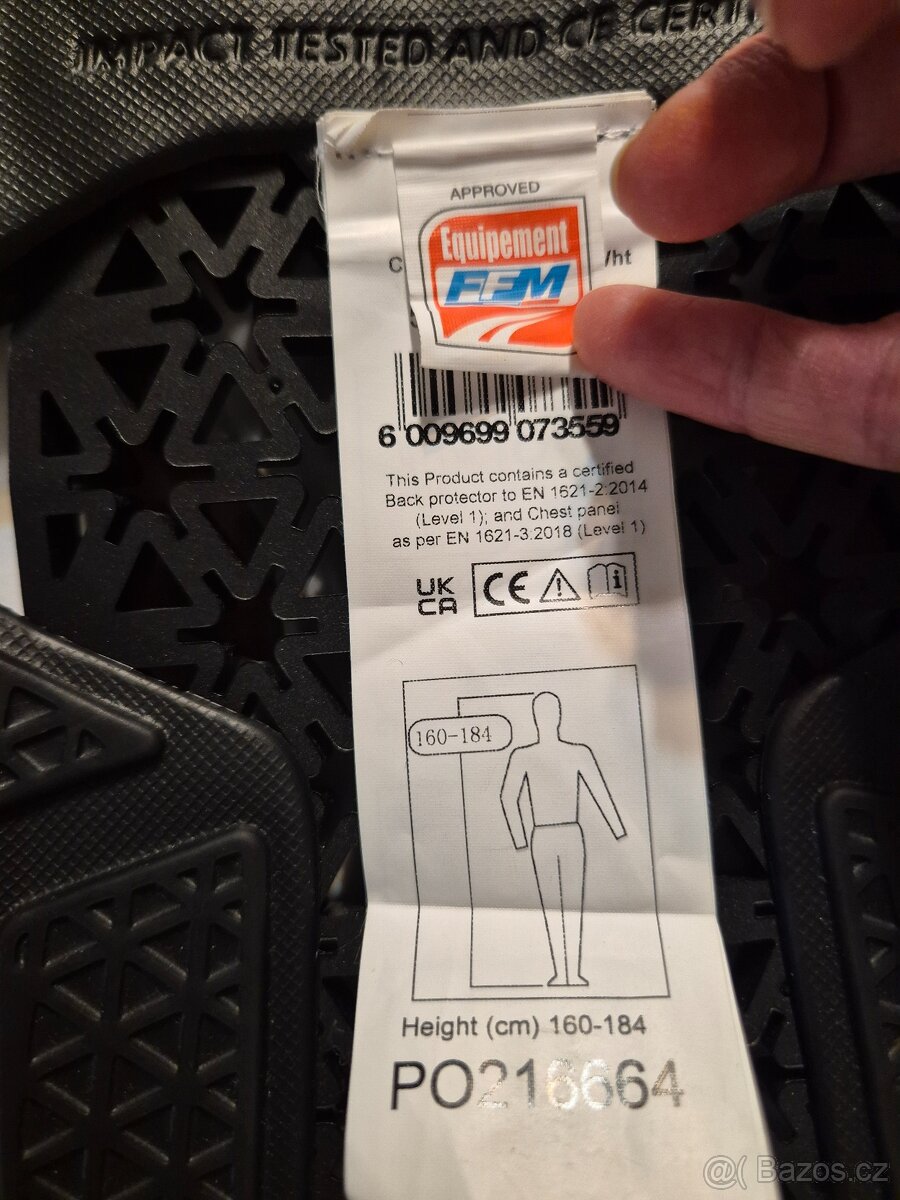 IMPACT TESTED AND CE CERTI
APPROVED
Equipement
FFM
C
/ht
6 009699 073559
This Product contains a certified
Back protector to EN 1621-2:2014
(Level 1); and Chest panel
as per EN 1621-3:2018 (Level 1)
UK
CA
CE
i
160-184
Height (cm) 160-184
PO216664
@( Bazos.cz